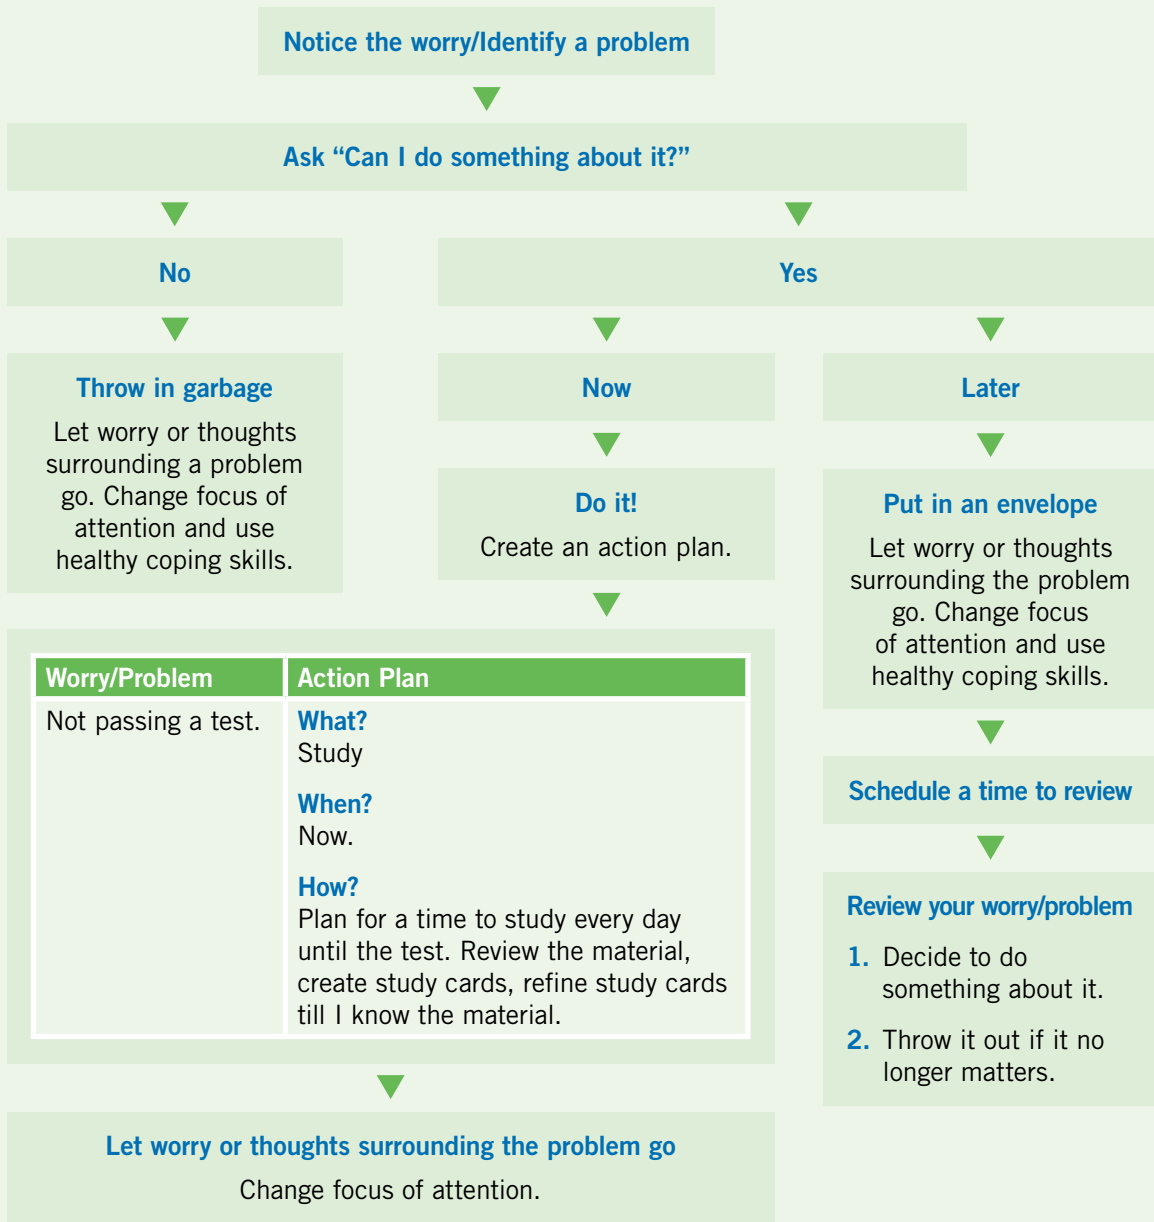 Notice the worry/Identify a problem
Ask “Can I do something about it?”
No
Yes
Throw in garbage
Let worry or thoughts
surrounding a problem
go. Change focus of
attention and use
healthy coping skills.
Now
Do it!
Create an action plan.
Worry/Problem
Action Plan
Not passing a test.
What?
Study
When?
Now.
How?
Plan for a time to study every day
until the test. Review the material,
create study cards, refine study cards
till I know the material.
Let worry or thoughts surrounding the problem go
Change focus of attention.
Later
Put in an envelope
Let worry or thoughts
surrounding the problem
go. Change focus
of attention and use
healthy coping skills.
Schedule a time to review
Review your worry/problem
1. Decide to do
something about it.
2. Throw it out if it no
longer matters.